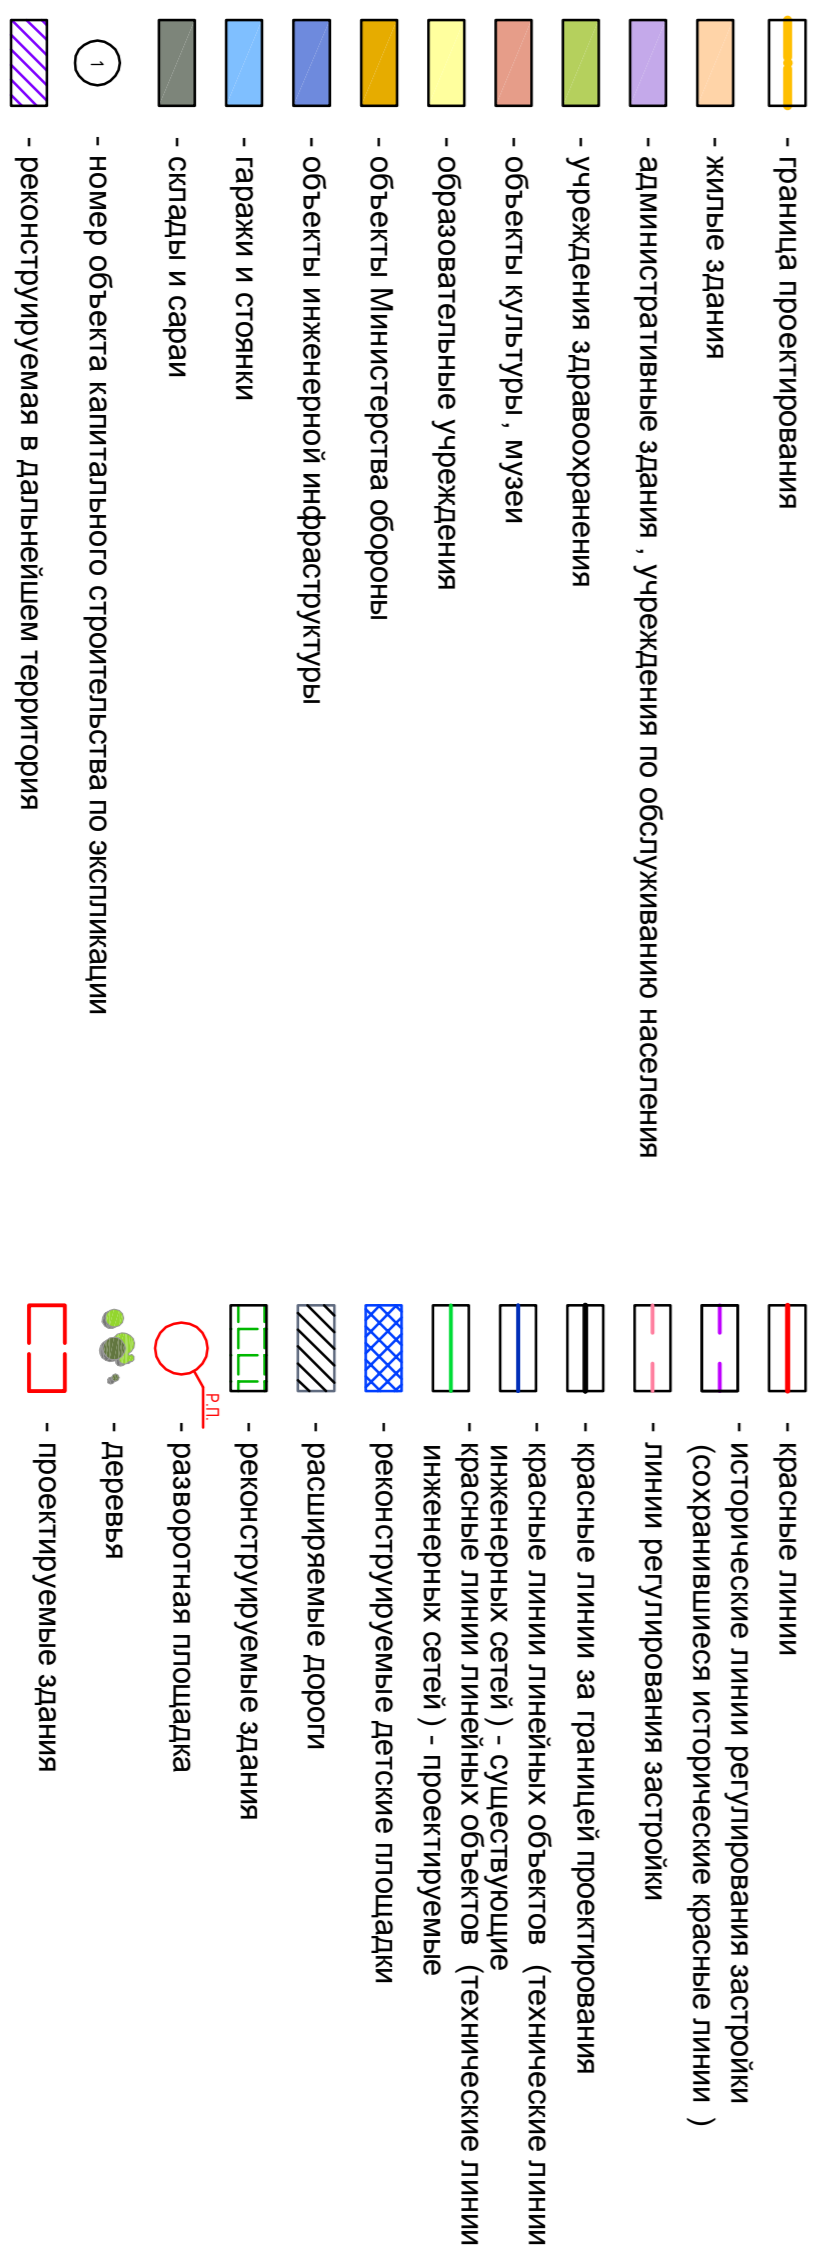 - граница проектирования
- жилые здания
- административные здания , учреждения по обслуживанию населения
- учреждения здравоохранения
- объекты культуры , музеи
- образовательные учреждения
- объекты Министерства обороны
- объекты инженерной инфраструктуры
- гаражи и стоянки
- склады и сараи
1
- номер объекта капитального строительства по экспликации
- реконструируемая в дальнейшем территория
- красные линии
- исторические линии регулирования застройки
(сохранившиеся исторические красные линии )
- линии регулирования застройки
- красные линии за границей проектирования
- красные линии линейных объектов (технические линии
инженерных сетей ) - существующие
- красные линии линейных объектов (технические линии
инженерных сетей ) - проектируемые
- реконструируемые детские площадки
- расширяемые дороги
- реконструируемые здания
Р.П.
- разворотная площадка
- деревья
- проектируемые здания